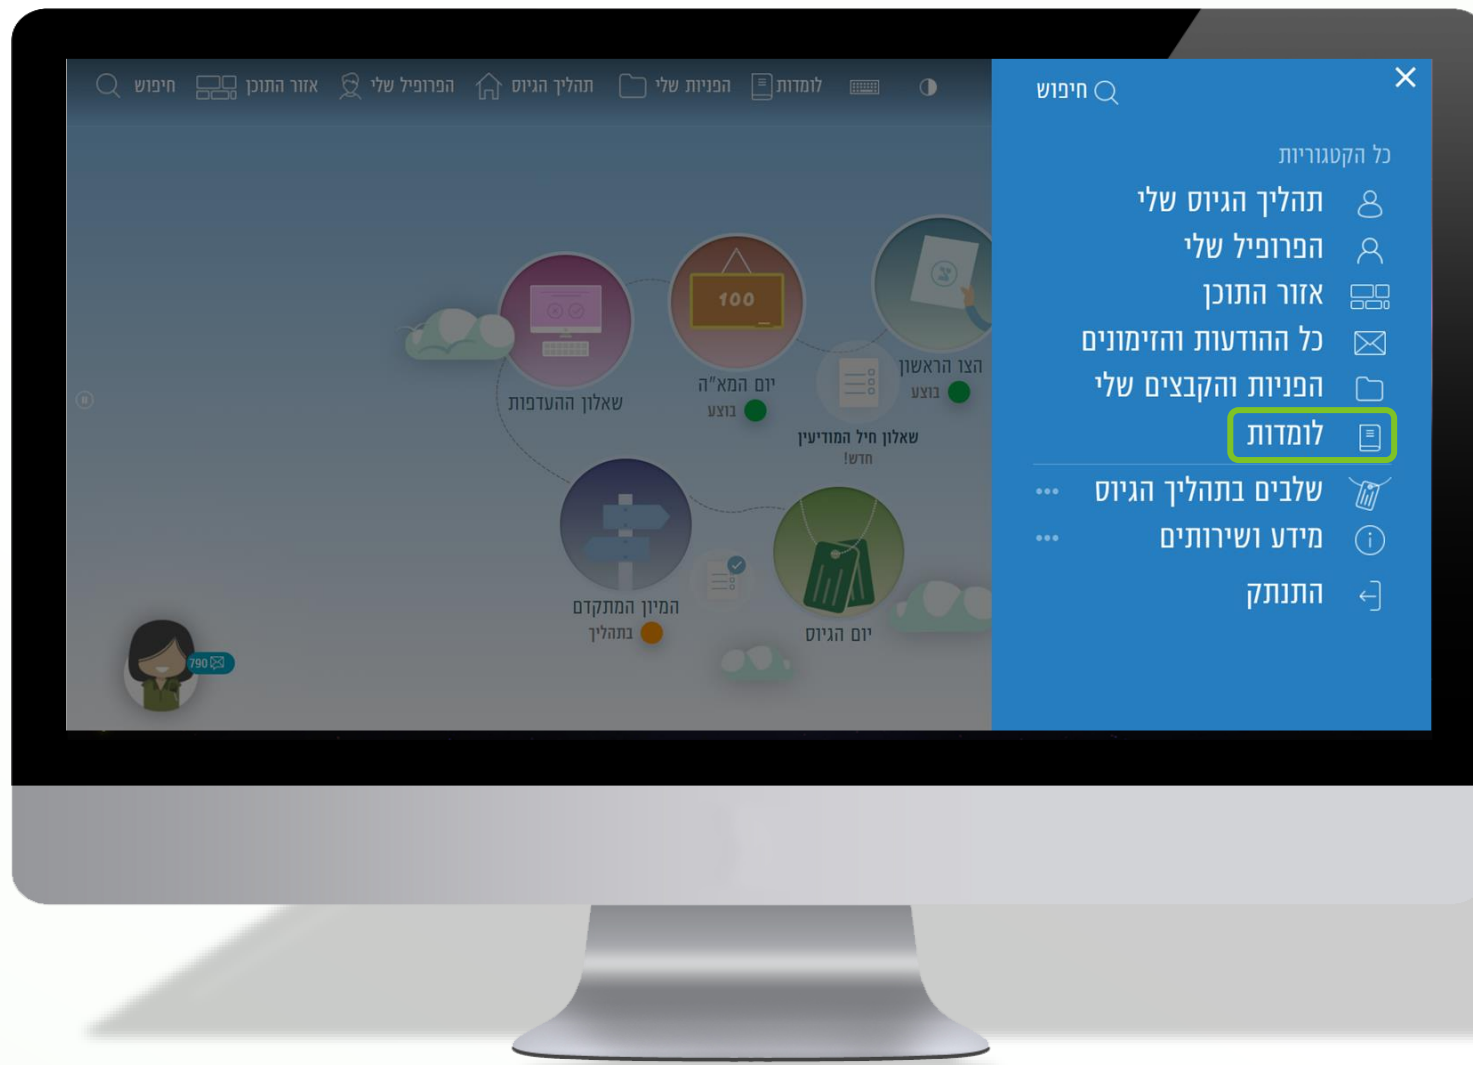 חיפוש
כל הקטגוריות
תהליך הגיוס שלי
הפרופיל שלי
אזור התוכן
כל ההודעות והזימונים
הפניות והקבצים שלי
לומדות
שלבים בתהליך הגיוס
מידע ושירותים
התנתק
לומדות
הפניות שלי
תהליך הגיוס
הפרופיל שלי
אזור התוכן
חיפוש
הצו הראשון
בוצע
100
יום המא"ה
בוצע
שאלון חיל המודיעין
חדש!
שאלון ההעדפות
המיון המתקדם
בתהליך
יום הגיוס
790